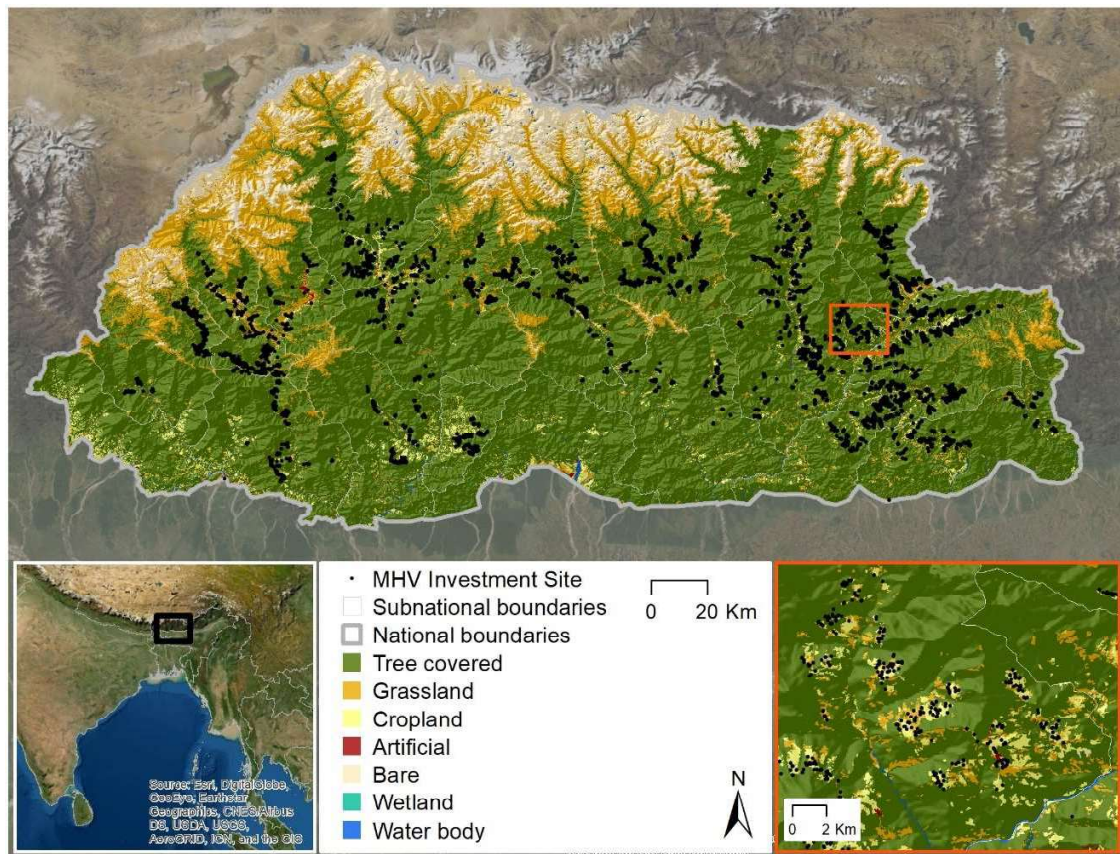 MHV Investment Site
Subnational boundaries
National boundaries
Tree covered
Grassland
Cropland
Artificial
Bare
Wetland
Water body
0 20 Km
N
Source: Esri, DigitalGlobe,
GeoEye, Earthstar
Geographics, CNES/Airbus
DS, USDA, USGS,
AeroGRID, IGN, and the GIS
0 2 Km